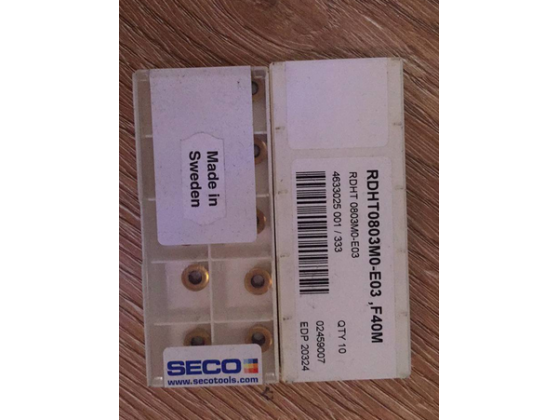 Made in
Sweden
SECO
www.secotools.com
RDHT0803M0-E03 ,F40M
RDHT 0803M0-E03
QTY 10
4633025 001 / 333
02459007
EDP 20324